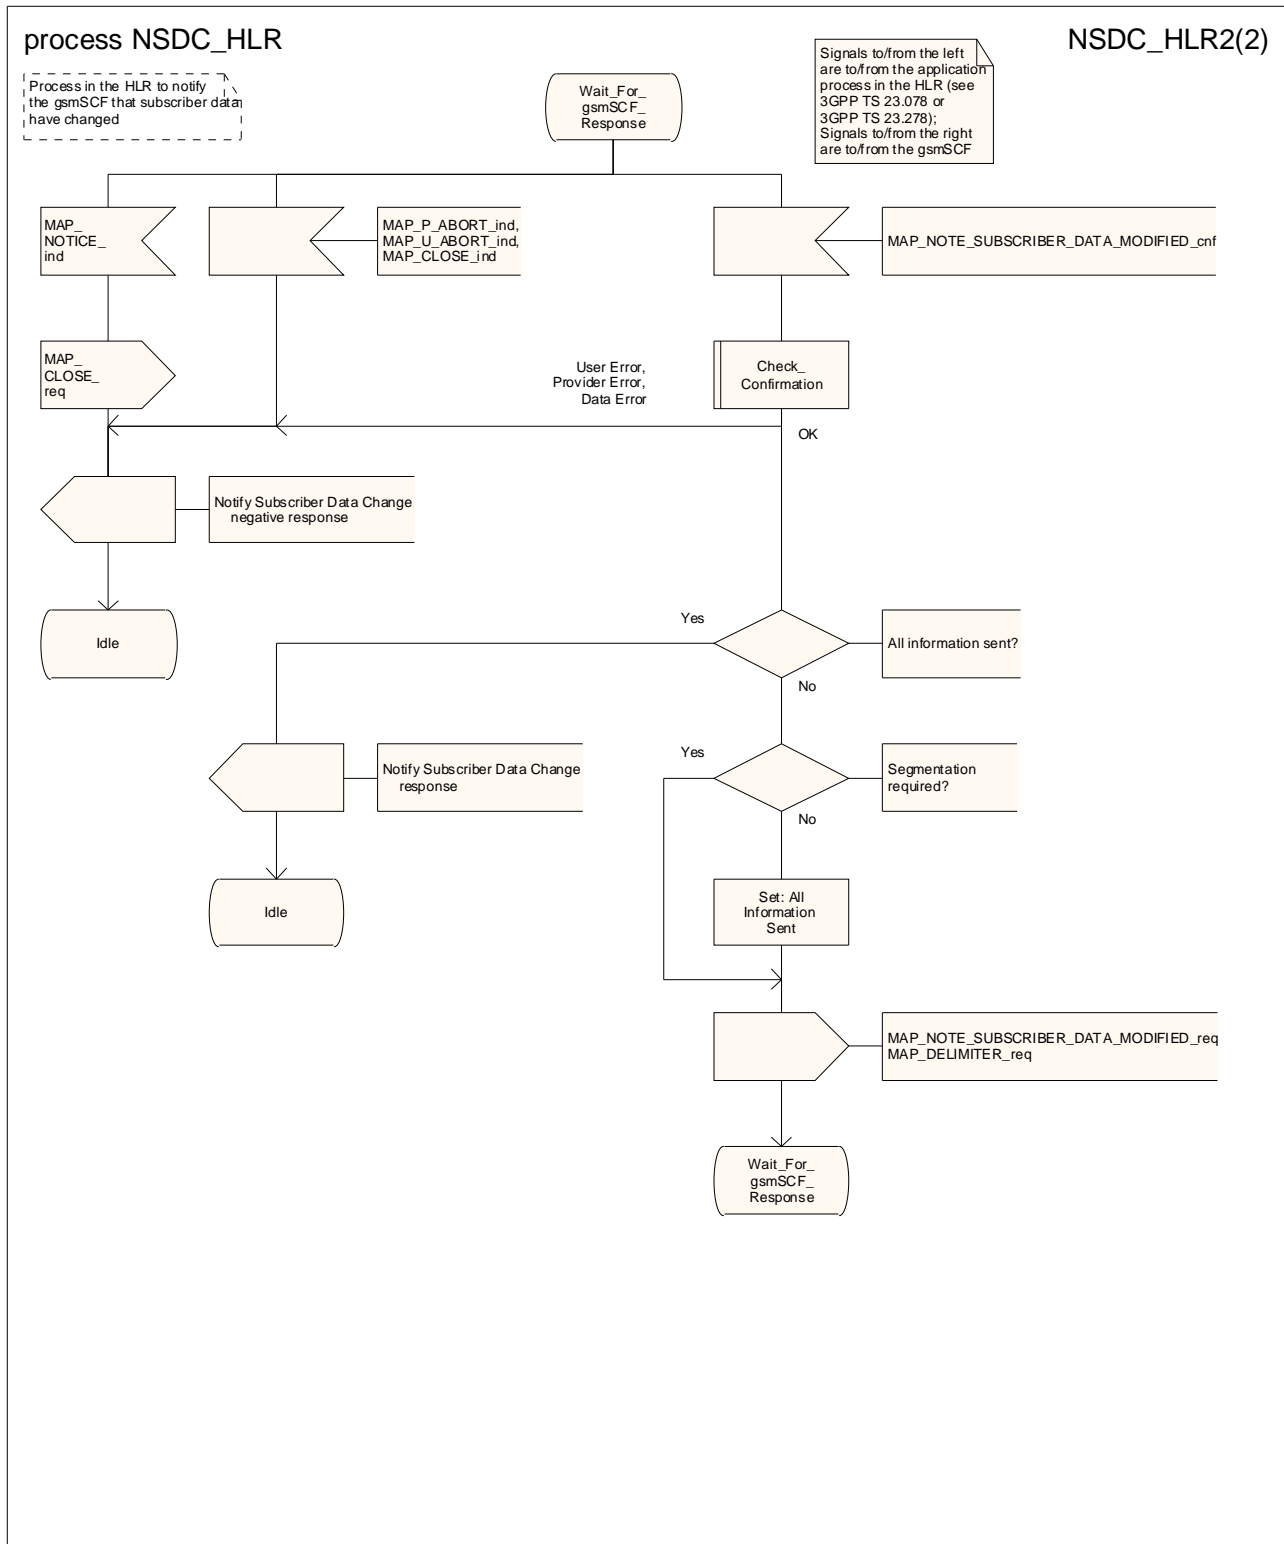 process NSDC_HLR
NSDC_HLR2(2)
Process in the HLR to notify
the gsmSCF that subscriber data
have changed
Wait_For_
gsmSCF_
Response
Signals to/from the left
are to/from the application
process in the HLR (see
3GPP TS 23.078 or
3GPP TS 23.278);
Signals to/from the right
are to/from the gsmSCF
MAP_
NOTICE_
ind
MAP_P_ABORT_ind,
MAP_U_ABORT_ind,
MAP_CLOSE_ind
MAP_NOTE_SUBSCRIBER_DATA_MODIFIED_cnf
MAP_
CLOSE_
req
User Error,
Provider Error,
Data Error
Check_
Confirmation
OK
Notify Subscriber Data Change
negative response
Idle
Yes
All information sent?
No
Notify Subscriber Data Change
response
Yes
Segmentation
required?
No
Idle
Set: All
Information
Sent
MAP_NOTE_SUBSCRIBER_DATA_MODIFIED_req
MAP_DELIMITER_req
Wait_For_
gsmSCF_
Response